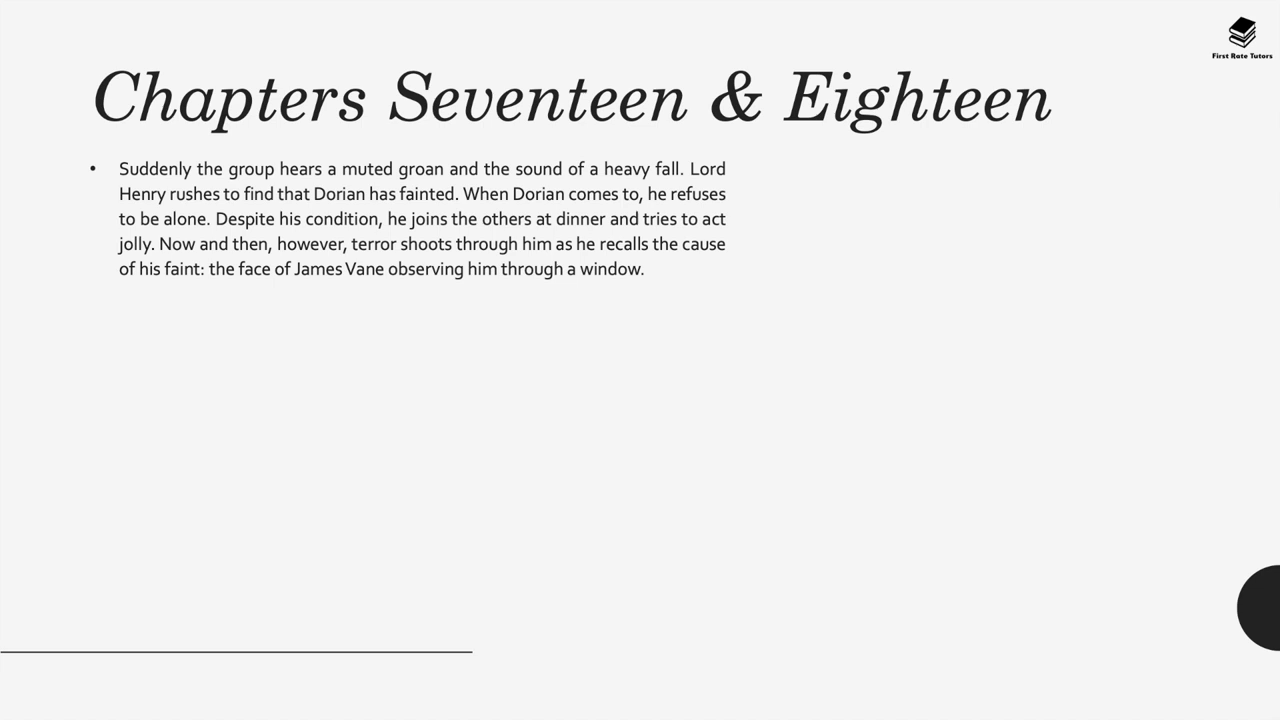 First Rate Tutors
Chapters Seventeen & Eighteen
• Suddenly the group hears a muted groan and the sound of a heavy fall. Lord
Henry rushes to find that Dorian has fainted. When Dorian comes to, he refuses
to be alone. Despite his condition, he joins the others at dinner and tries to act
jolly. Now and then, however, terror shoots through him as he recalls the cause
of his faint: the face of James Vane observing him through a window.